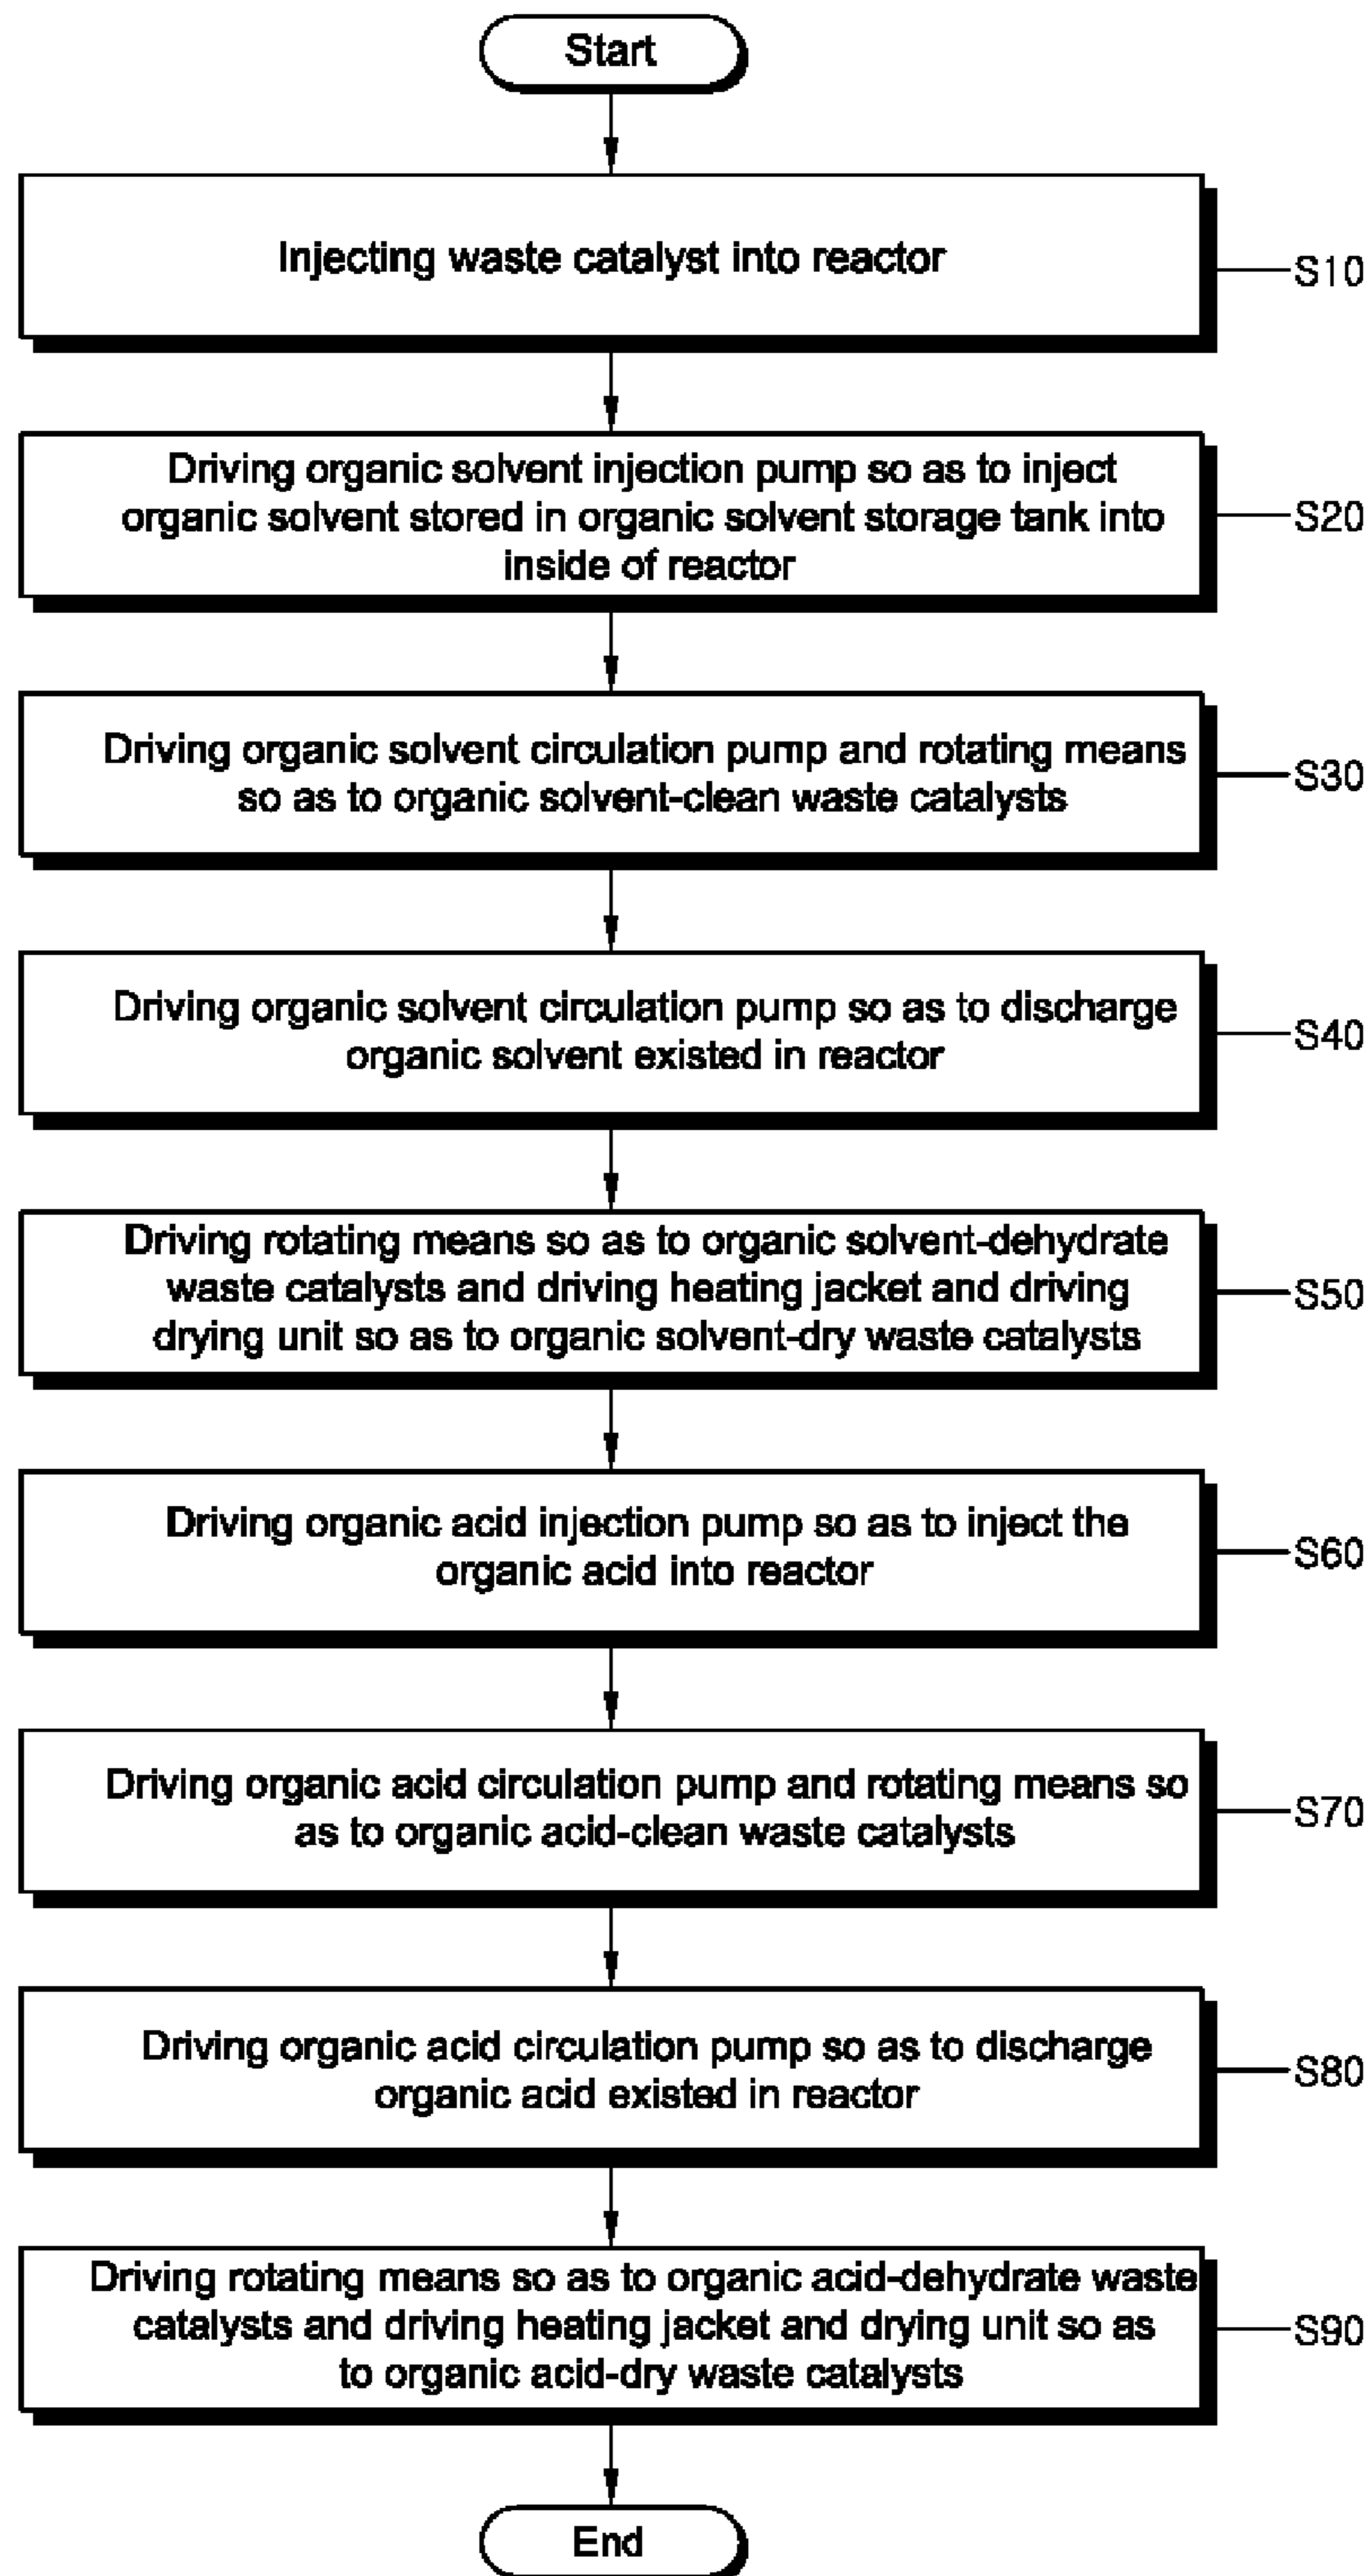 Start
Injecting waste catalyst into reactor
S10
Driving organic solvent injection pump so as to inject
organic solvent stored in organic solvent storage tank into
inside of reactor
S20
Driving organic solvent circulation pump and rotating means
so as to organic solvent-clean waste catalysts
S30
Driving organic solvent circulation pump so as to discharge
organic solvent existed in reactor
S40
Driving rotating means so as to organic solvent-dehydrate
waste catalysts and driving heating jacket and driving
drying unit so as to organic solvent-dry waste catalysts
S50
Driving organic acid injection pump so as to inject the
organic acid into reactor
S60
Driving organic acid circulation pump and rotating means so
as to organic acid-clean waste catalysts
S70
Driving organic acid circulation pump so as to discharge
organic acid existed in reactor
S80
Driving rotating means so as to organic acid-dehydrate waste
catalysts and driving heating jacket and drying unit so as
to organic acid-dry waste catalysts
S90
End